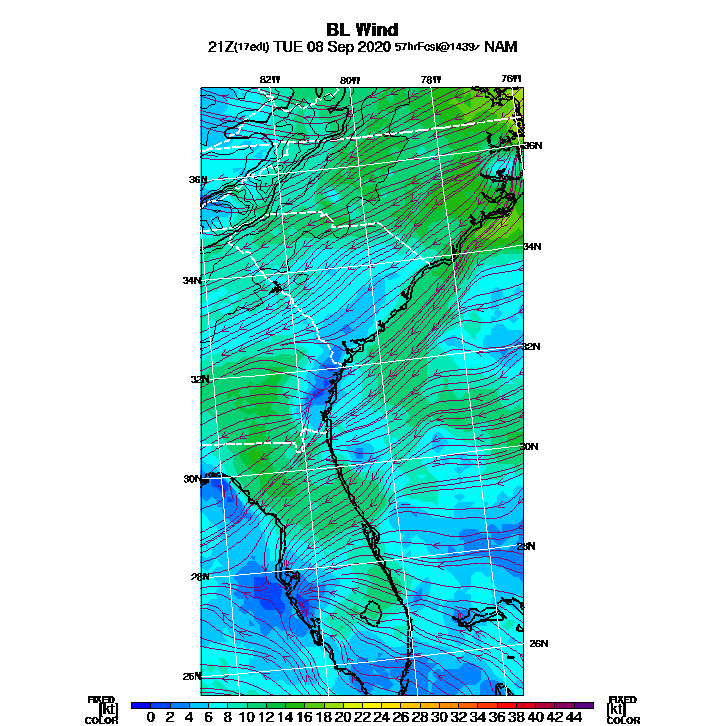 BL Wind
21Z(17edt) TUE 08 Sep 2020 57hrFcst@1439z NAM
82W 80W 78W 76W
36N 36N
34N 34N
32N 32N
30N 30N
28N 28N
26N 26N
FIXED FIXED
[kt] 0 2 4 6 8 10 12 14 16 18 20 22 24 26 28 30 32 34 36 38 40 42 44 [kt]
COLOR COLOR